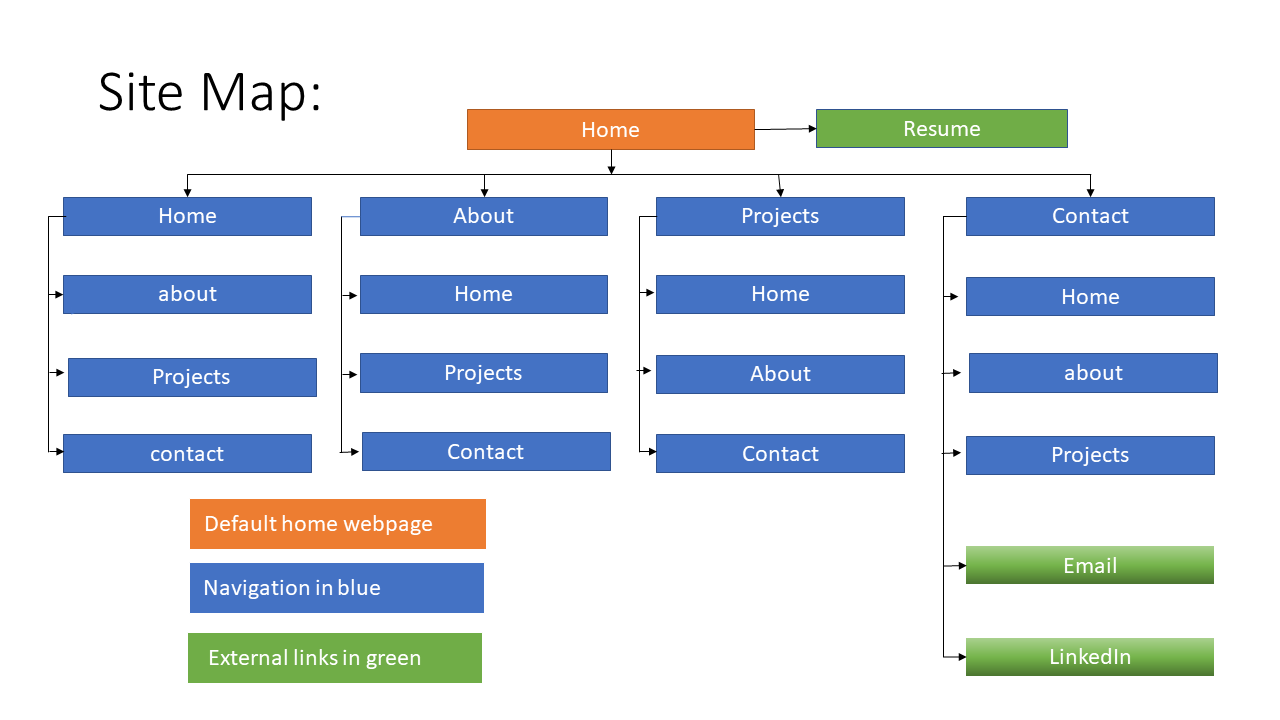 Site Map:
Home
Resume
Home
About
Projects
Contact
about
Home
Home
Home
Projects
Projects
About
about
contact
Contact
Contact
Projects
Default home webpage
Navigation in blue
External links in green
Email
LinkedIn